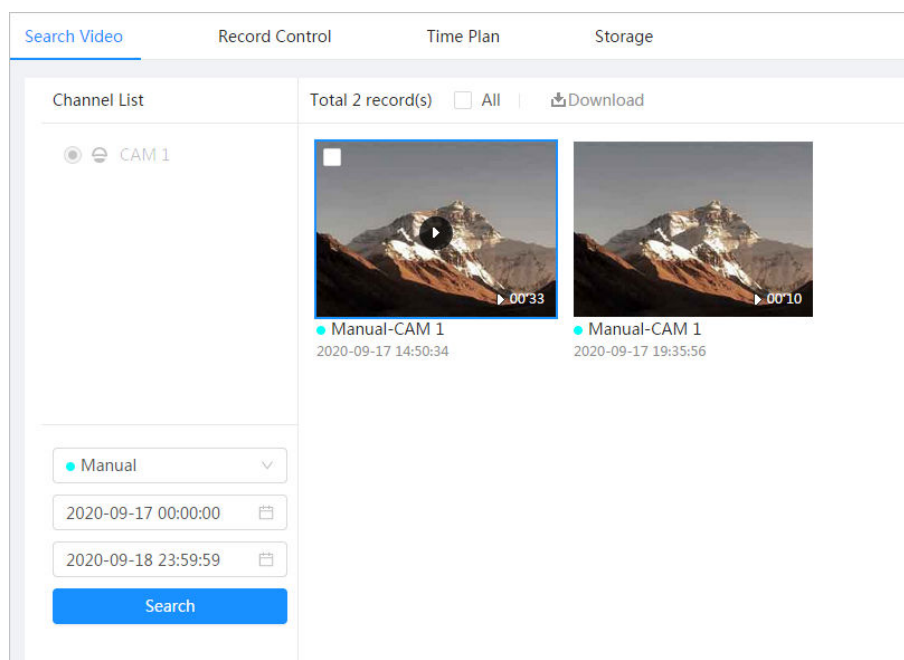 Search Video Record Control Time Plan Storage
Channel List
CAM 1
Total 2 record(s) All Download
00'33
Manual-CAM 1
2020-09-17 14:50:34
00'10
Manual-CAM 1
2020-09-17 19:35:56
Manual
2020-09-17 00:00:00
2020-09-18 23:59:59
Search